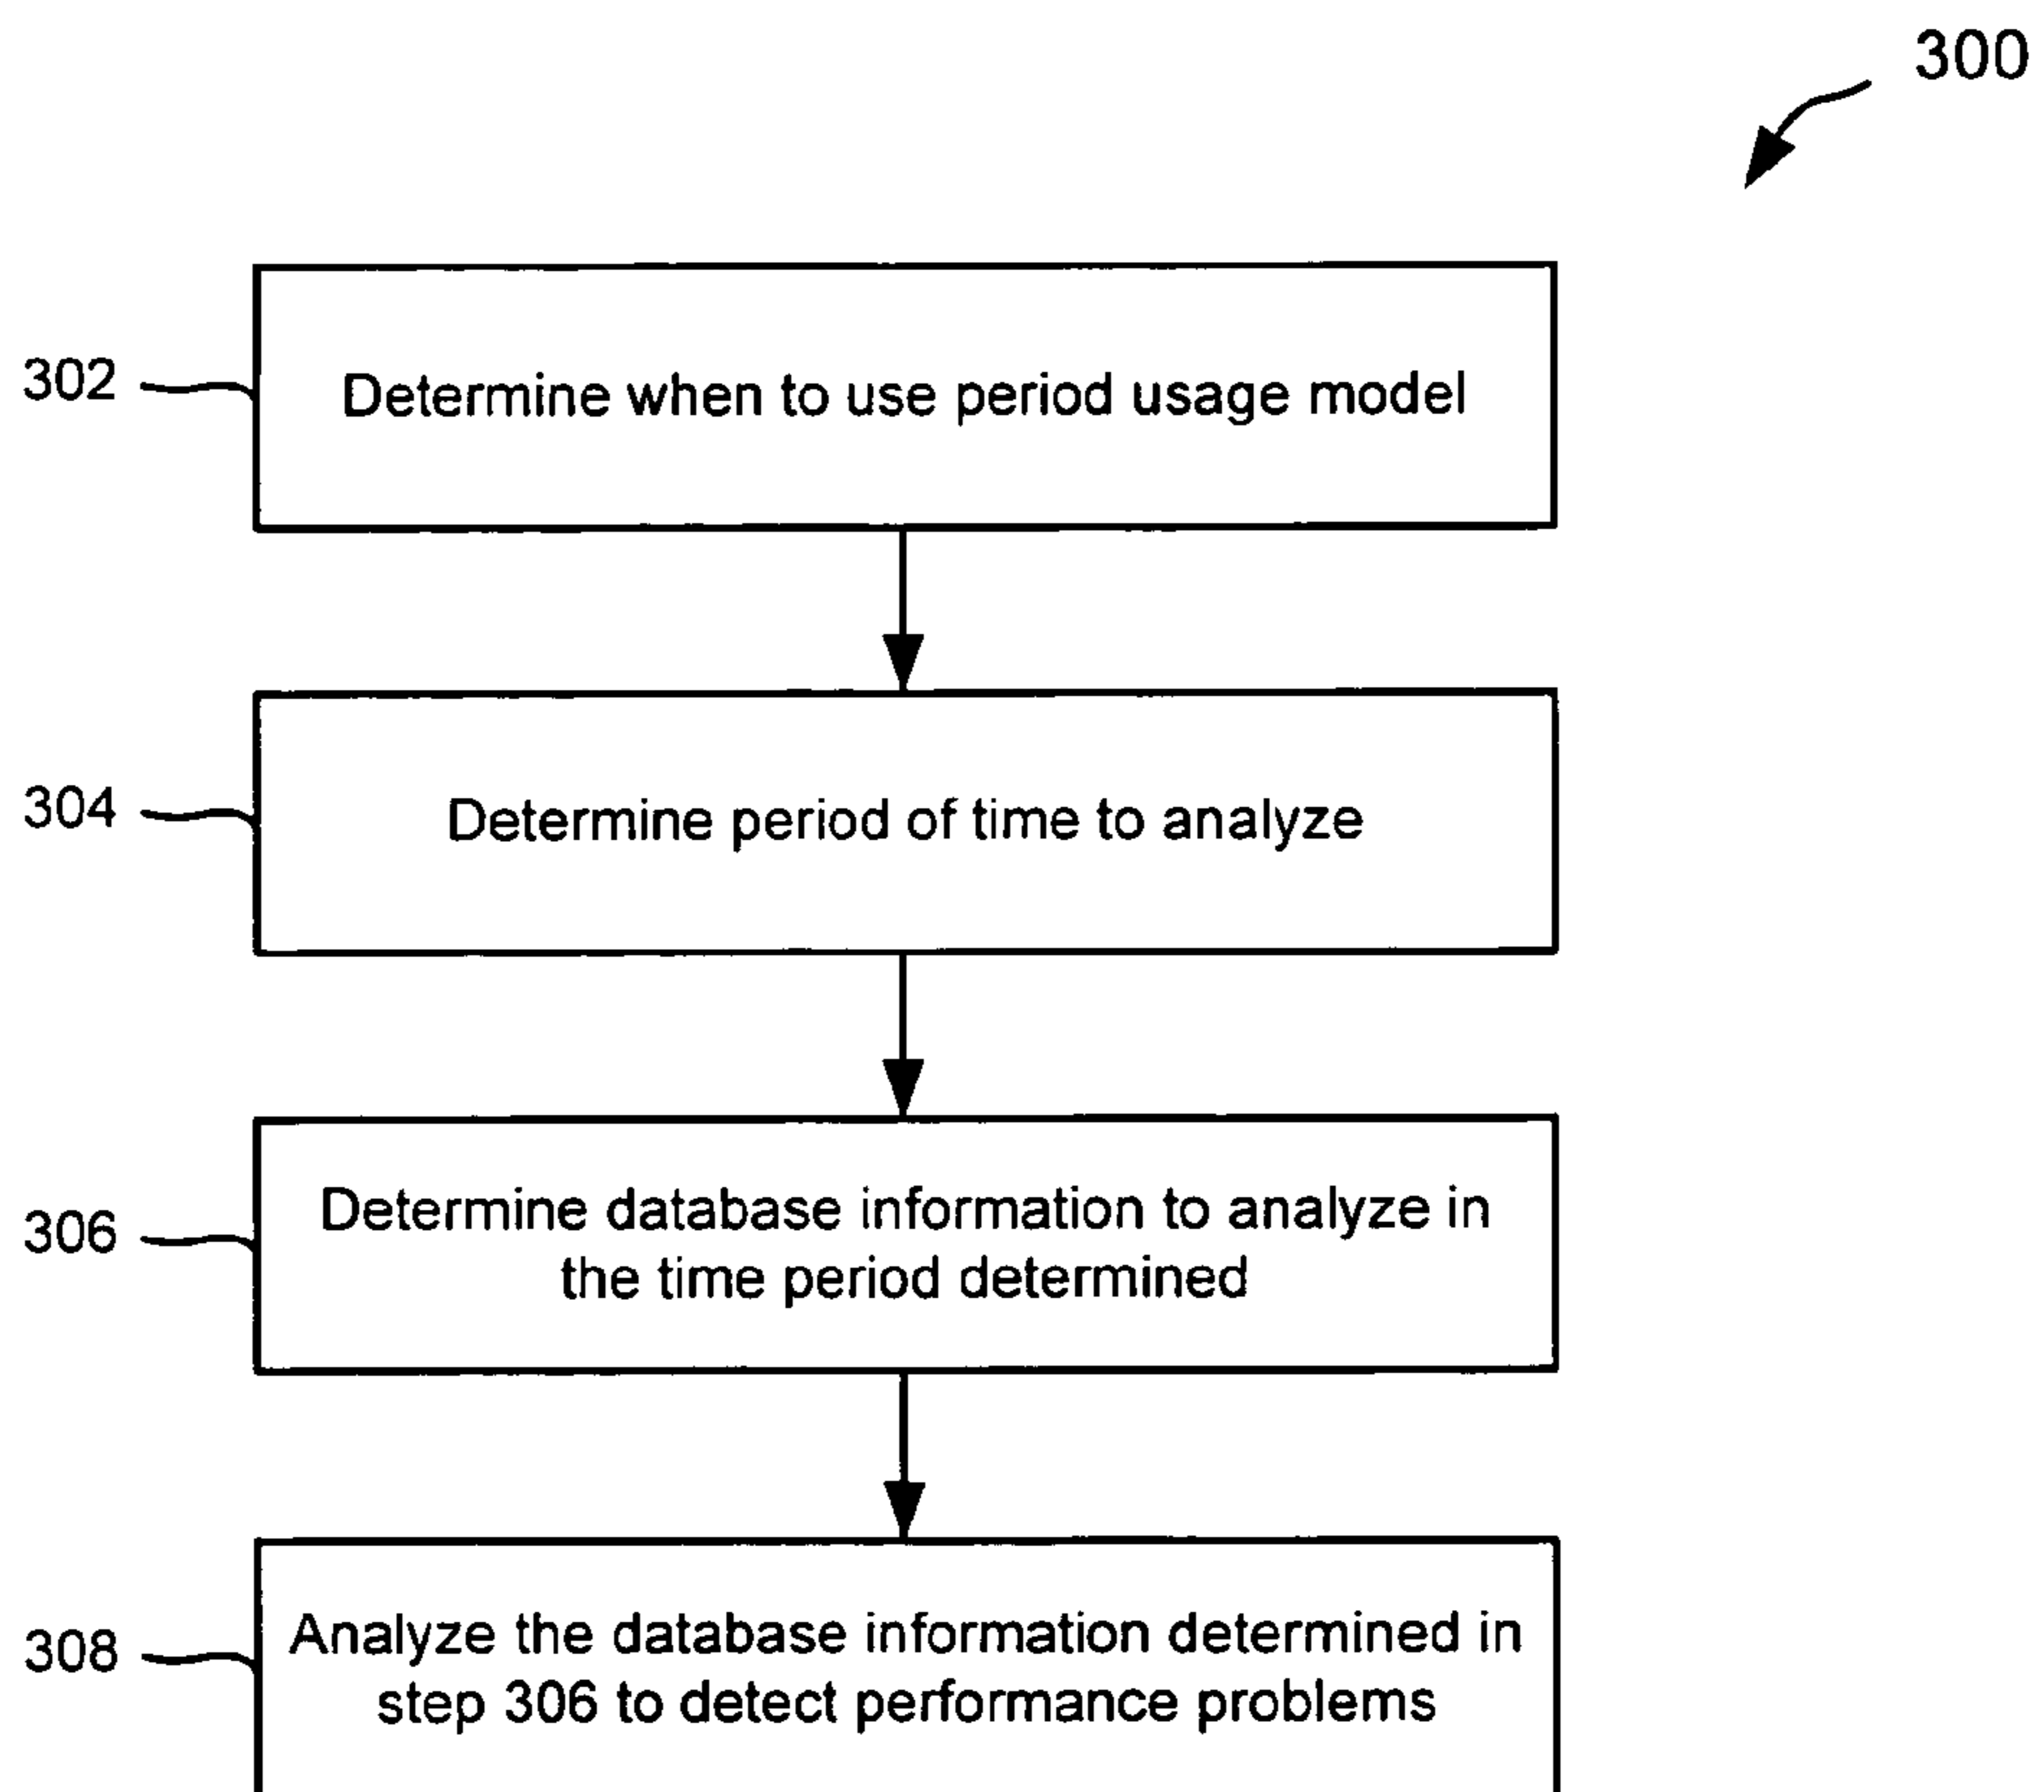 300
302
Determine when to use period usage model
304
Determine period of time to analyze
306
Determine database information to analyze in
the time period determined
308
Analyze the database information determined in
step 306 to detect performance problems